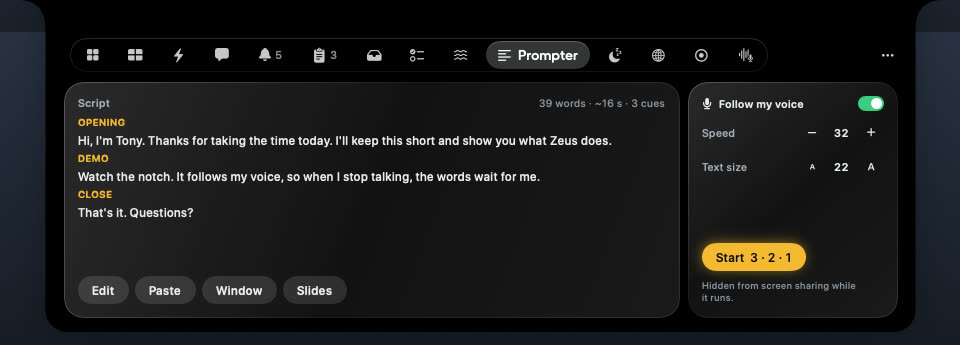 5
3
Prompter
Script
39 words · ~16 s · 3 cues
OPENING
Hi, I'm Tony. Thanks for taking the time today. I'll keep this short and show you what Zeus does.
DEMO
Watch the notch. It follows my voice, so when I stop talking, the words wait for me.
CLOSE
That's it. Questions?
Edit
Paste
Window
Slides
Follow my voice
Speed
− 32 +
Text size
A 22 A
Start 3 · 2 · 1
Hidden from screen sharing while
it runs.